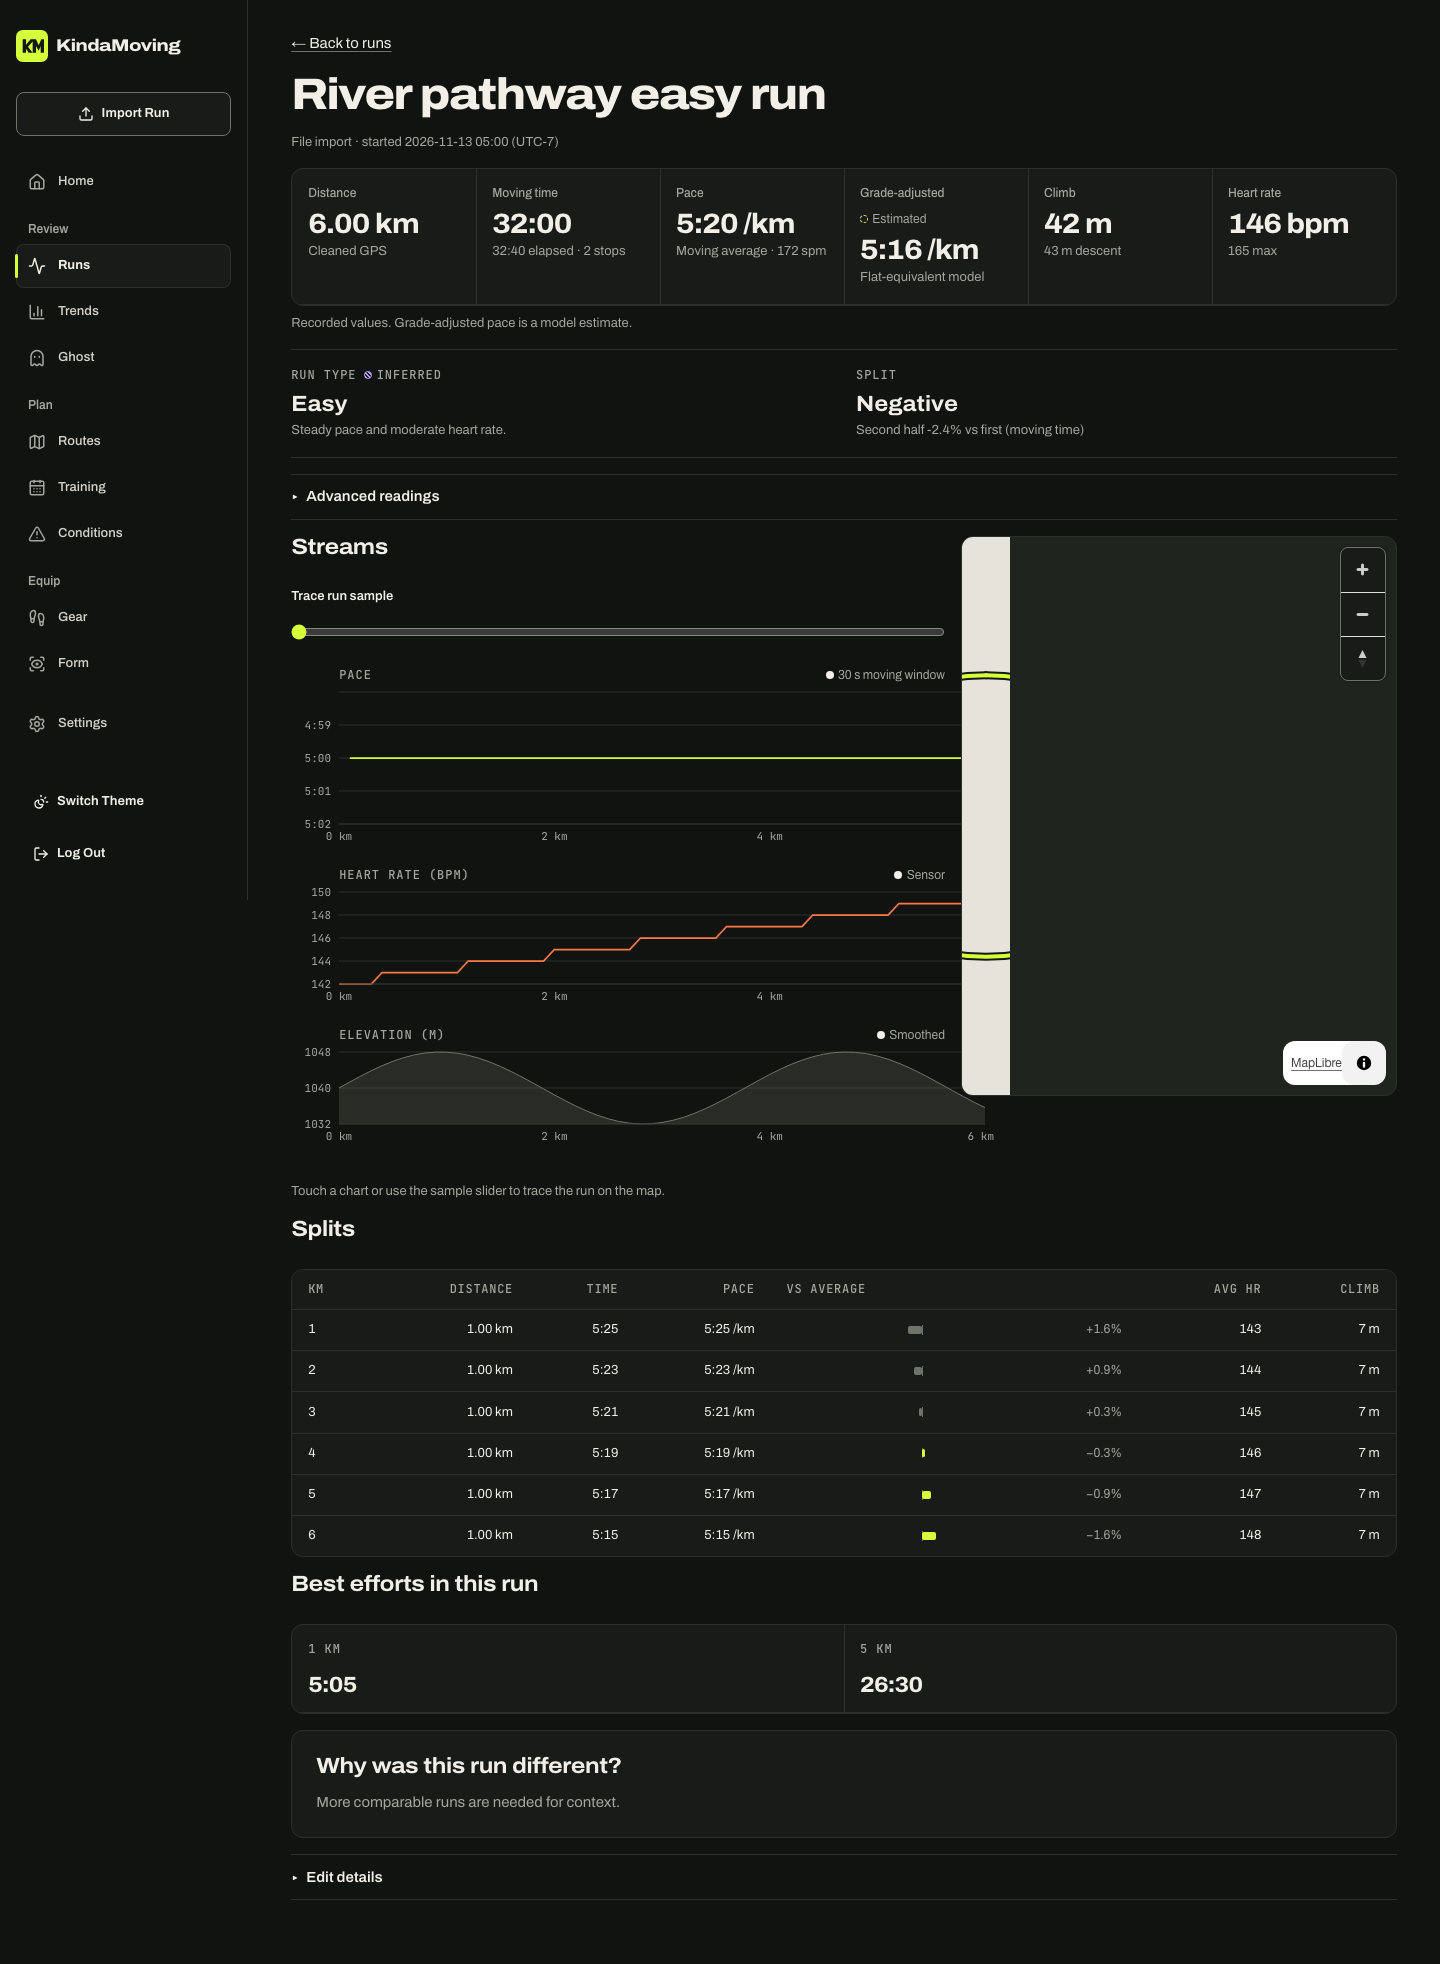 KM KindaMoving
Import Run
Home
Review
Runs
Trends
Ghost
Plan
Routes
Training
Conditions
Equip
Gear
Form
Settings
Switch Theme
Log Out
← Back to runs
River pathway easy run
File import · started 2026-11-13 05:00 (UTC-7)
Distance
6.00 km
Cleaned GPS
Moving time
32:00
32:40 elapsed · 2 stops
Pace
5:20 /km
Moving average · 172 spm
Grade-adjusted
Estimated
5:16 /km
Flat-equivalent model
Climb
42 m
43 m descent
Heart rate
146 bpm
165 max
Recorded values. Grade-adjusted pace is a model estimate.
RUN TYPE INFERRED
Easy
Steady pace and moderate heart rate.
SPLIT
Negative
Second half -2.4% vs first (moving time)
Advanced readings
Streams
Trace run sample
PACE 30 s moving window
4:59
5:00
5:01
5:02
0 km 2 km 4 km
HEART RATE (BPM) Sensor
150
148
146
144
142
0 km 2 km 4 km
ELEVATION (M) Smoothed
1048
1040
1032
0 km 2 km 4 km 6 km
MapLibre
Touch a chart or use the sample slider to trace the run on the map.
Splits
KM DISTANCE TIME PACE VS AVERAGE AVG HR CLIMB
1 1.00 km 5:25 5:25 /km +1.6% 143 7 m
2 1.00 km 5:23 5:23 /km +0.9% 144 7 m
3 1.00 km 5:21 5:21 /km +0.3% 145 7 m
4 1.00 km 5:19 5:19 /km −0.3% 146 7 m
5 1.00 km 5:17 5:17 /km −0.9% 147 7 m
6 1.00 km 5:15 5:15 /km −1.6% 148 7 m
Best efforts in this run
1 KM
5:05
5 KM
26:30
Why was this run different?
More comparable runs are needed for context.
Edit details